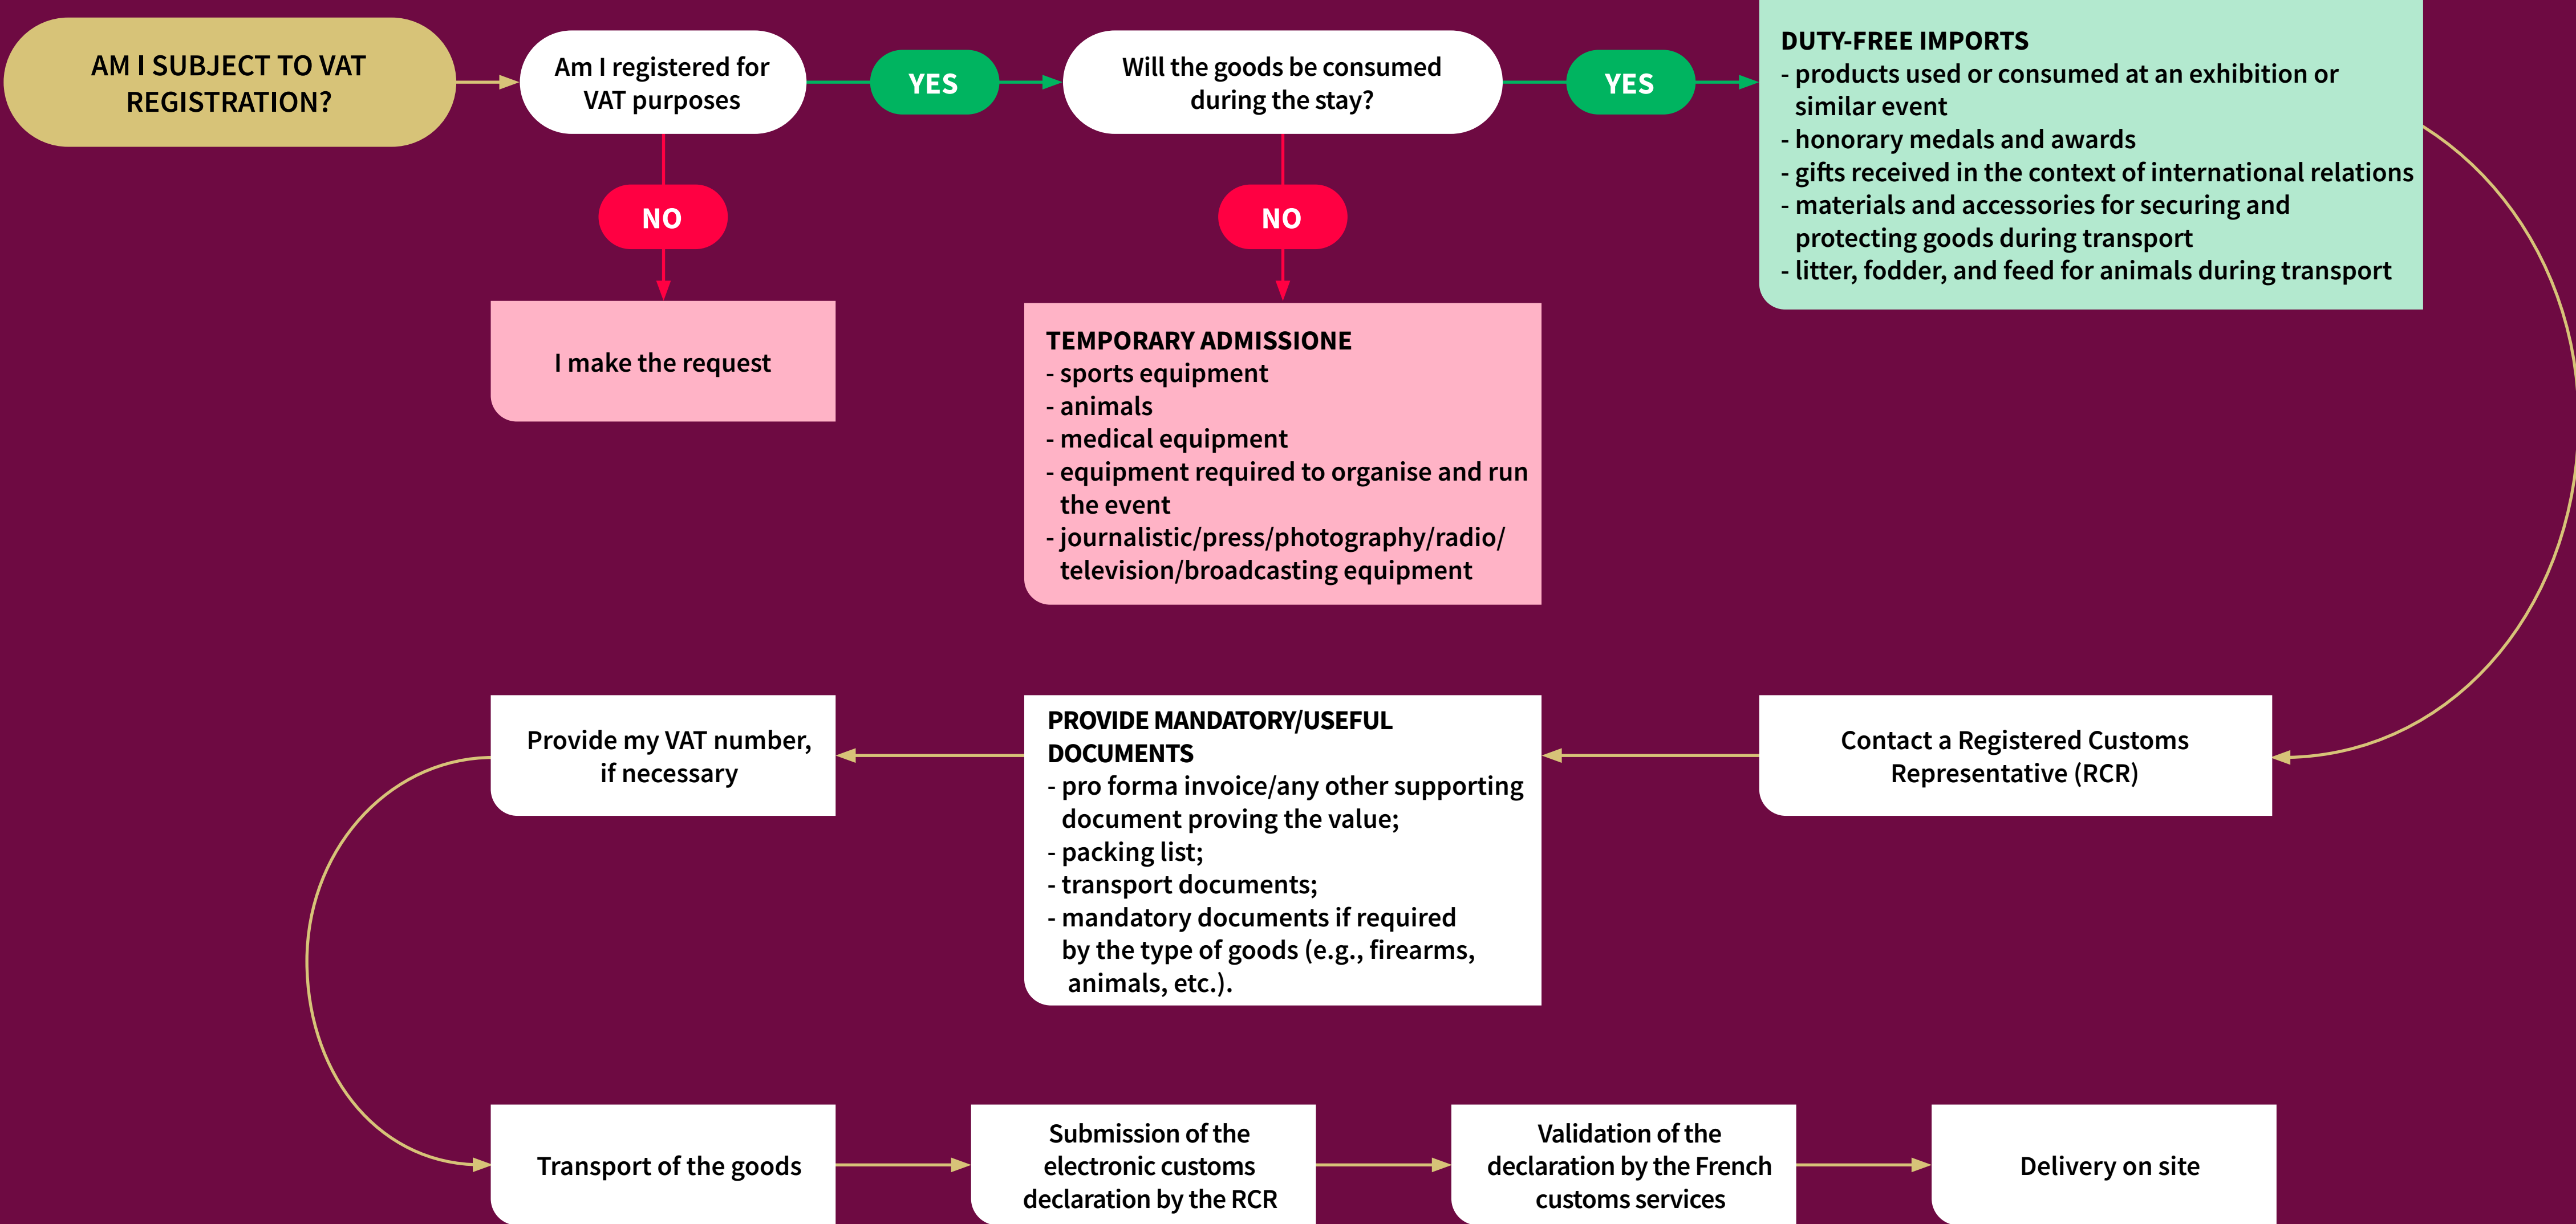 AM I SUBJECT TO VAT
REGISTRATION?
Am I registered for
VAT purposes
YES
Will the goods be consumed
during the stay?
YES
DUTY-FREE IMPORTS
- products used or consumed at an exhibition or
similar event
- honorary medals and awards
- gifts received in the context of international relations
- materials and accessories for securing and
protecting goods during transport
- litter, fodder, and feed for animals during transport
NO
NO
I make the request
TEMPORARY ADMISSIONE
- sports equipment
- animals
- medical equipment
- equipment required to organise and run
the event
- journalistic/press/photography/radio/
television/broadcasting equipment
Contact a Registered Customs
Representative (RCR)
PROVIDE MANDATORY/USEFUL
DOCUMENTS
- pro forma invoice/any other supporting
document proving the value;
- packing list;
- transport documents;
- mandatory documents if required
by the type of goods (e.g., firearms,
animals, etc.).
Provide my VAT number,
if necessary
Transport of the goods
Submission of the
electronic customs
declaration by the RCR
Validation of the
declaration by the French
customs services
Delivery on site